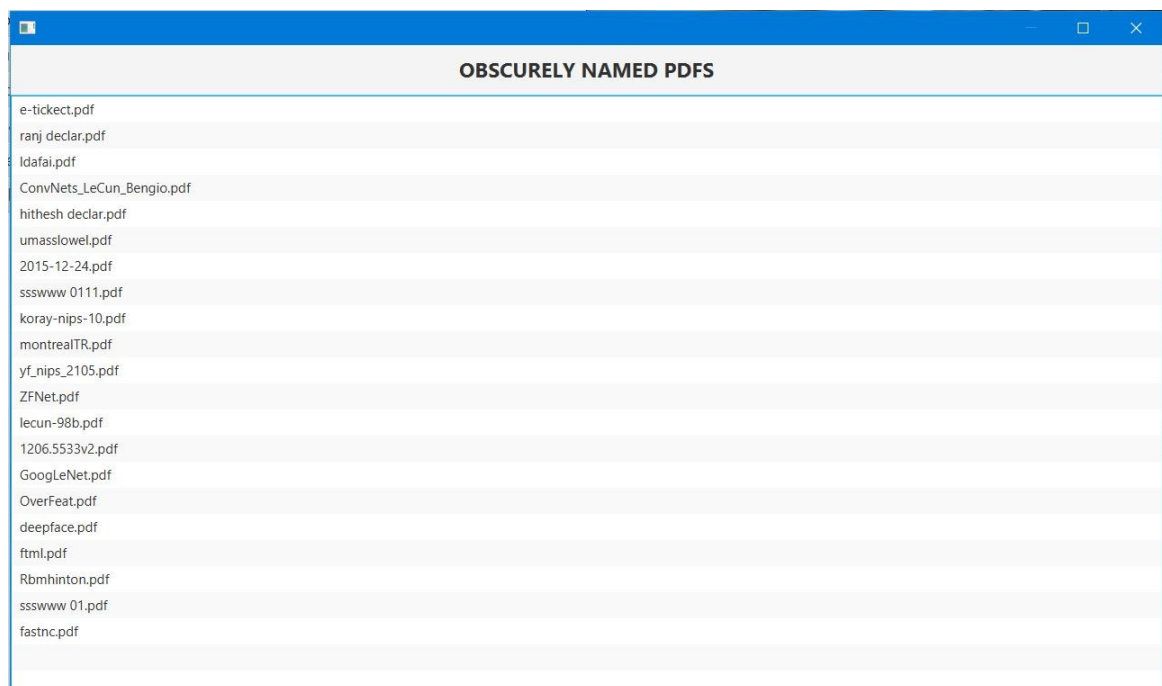 OBSCURELY NAMED PDFS
e-tickect.pdf
ranj declar.pdf
ldafai.pdf
ConvNets_LeCun_Bengio.pdf
hithesh declar.pdf
umasslowel.pdf
2015-12-24.pdf
ssswww 0111.pdf
koray-nips-10.pdf
montrealTR.pdf
yf_nips_2105.pdf
ZFNet.pdf
lecun-98b.pdf
1206.5533v2.pdf
GoogLeNet.pdf
OverFeat.pdf
deepface.pdf
ftml.pdf
Rbmhinton.pdf
ssswww 01.pdf
fastnc.pdf